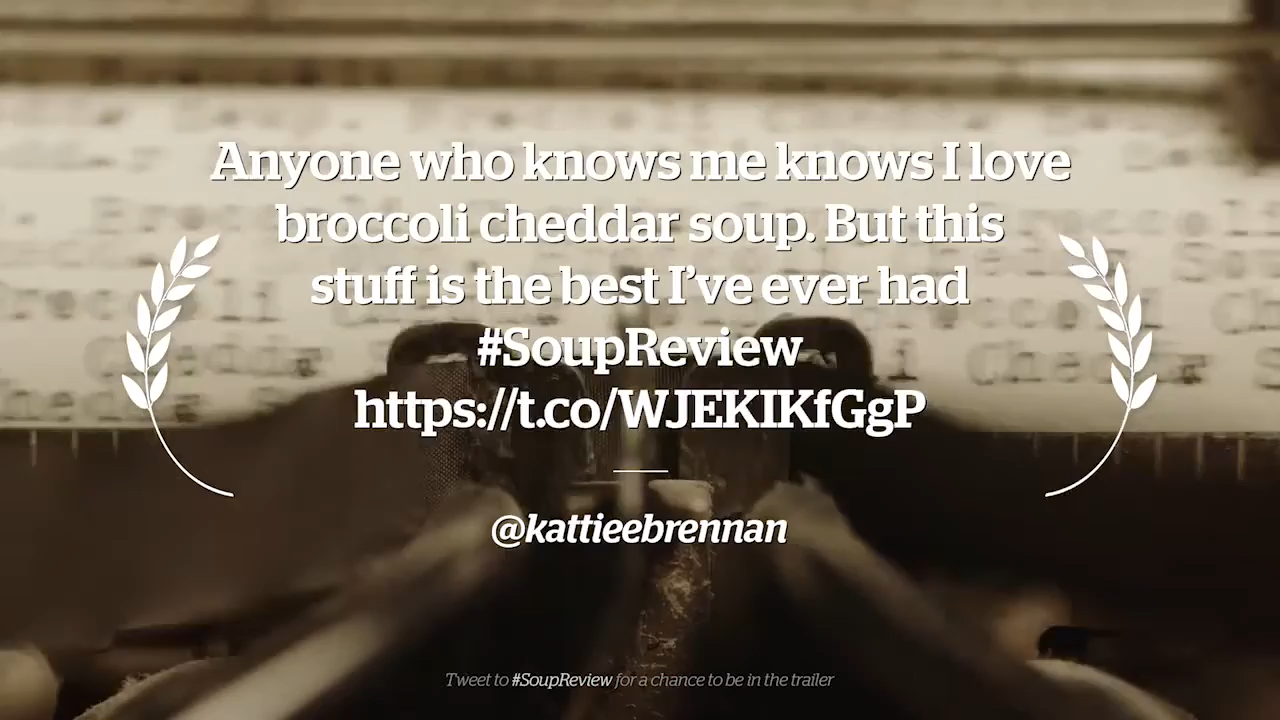 Anyone who knows me knows I love
broccoli cheddar soup. But this
stuff is the best I've ever had
#SoupReview
https://t.co/WJEKIKfGgP
@kattieebrennan
Tweet to #SoupReview for a chance to be in the trailer